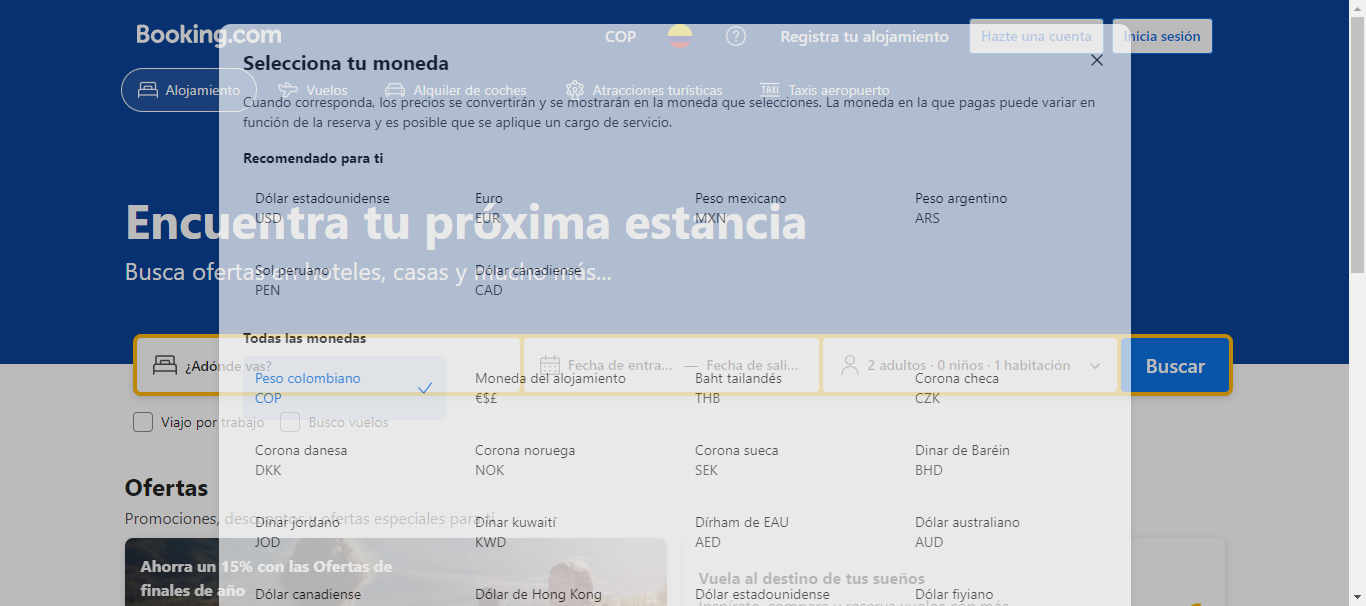 Booking.com
COP
Registra tu alojamiento
Hazte una cuenta
Inicia sesión
Selecciona tu moneda
Alojamiento
Vuelos
Alquiler de coches
Atracciones turísticas
TAXI
Taxis aeropuerto
Cuando corresponda, los precios se convertirán y se mostrarán en la moneda que selecciones. La moneda en la que pagas puede variar en
función de la reserva y es posible que se aplique un cargo de servicio.
Recomendado para ti
Dólar estadounidense
USD
Euro
EUR
Peso mexicano
MXN
Peso argentino
ARS
Encuentra tu próxima estancia
Busca ofertas en hoteles, casas y mucho más...
Sol peruano
PEN
Dólar canadiense
CAD
Todas las monedas
¿Adónde vas?
Fecha de entra... — Fecha de sali...
2 adultos · 0 niños · 1 habitación
Buscar
Peso colombiano
COP
Moneda del alojamiento
€$£
Baht tailandés
THB
Corona checa
CZK
Viajo por trabajo
Busco vuelos
Corona danesa
DKK
Corona noruega
NOK
Corona sueca
SEK
Dinar de Baréin
BHD
Ofertas
Promociones, descuentos y ofertas especiales para ti
Dinar jordano
JOD
Dinar kuwaití
KWD
Dírham de EAU
AED
Dólar australiano
AUD
Ahorra un 15% con las Ofertas de
finales de año
Vuela al destino de tus sueños
Inspírate, compara y reserva vuelos con más
Dólar canadiense
Dólar de Hong Kong
Dólar estadounidense
Dólar fiyiano